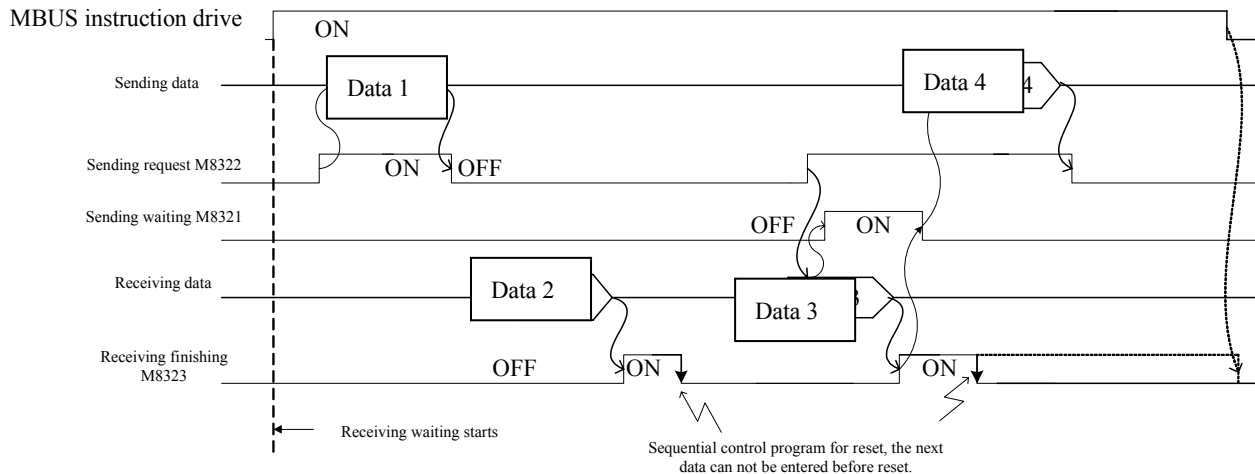 MBUS instruction drive
ON
Sending data
Data 1
Data 4
4
Sending request M8322
ON
OFF
Sending waiting M8321
OFF
ON
Receiving data
Data 2
Data 3
3
Receiving finishing
M8323
OFF
ON
ON
Receiving waiting starts
Sequential control program for reset, the next
data can not be entered before reset.